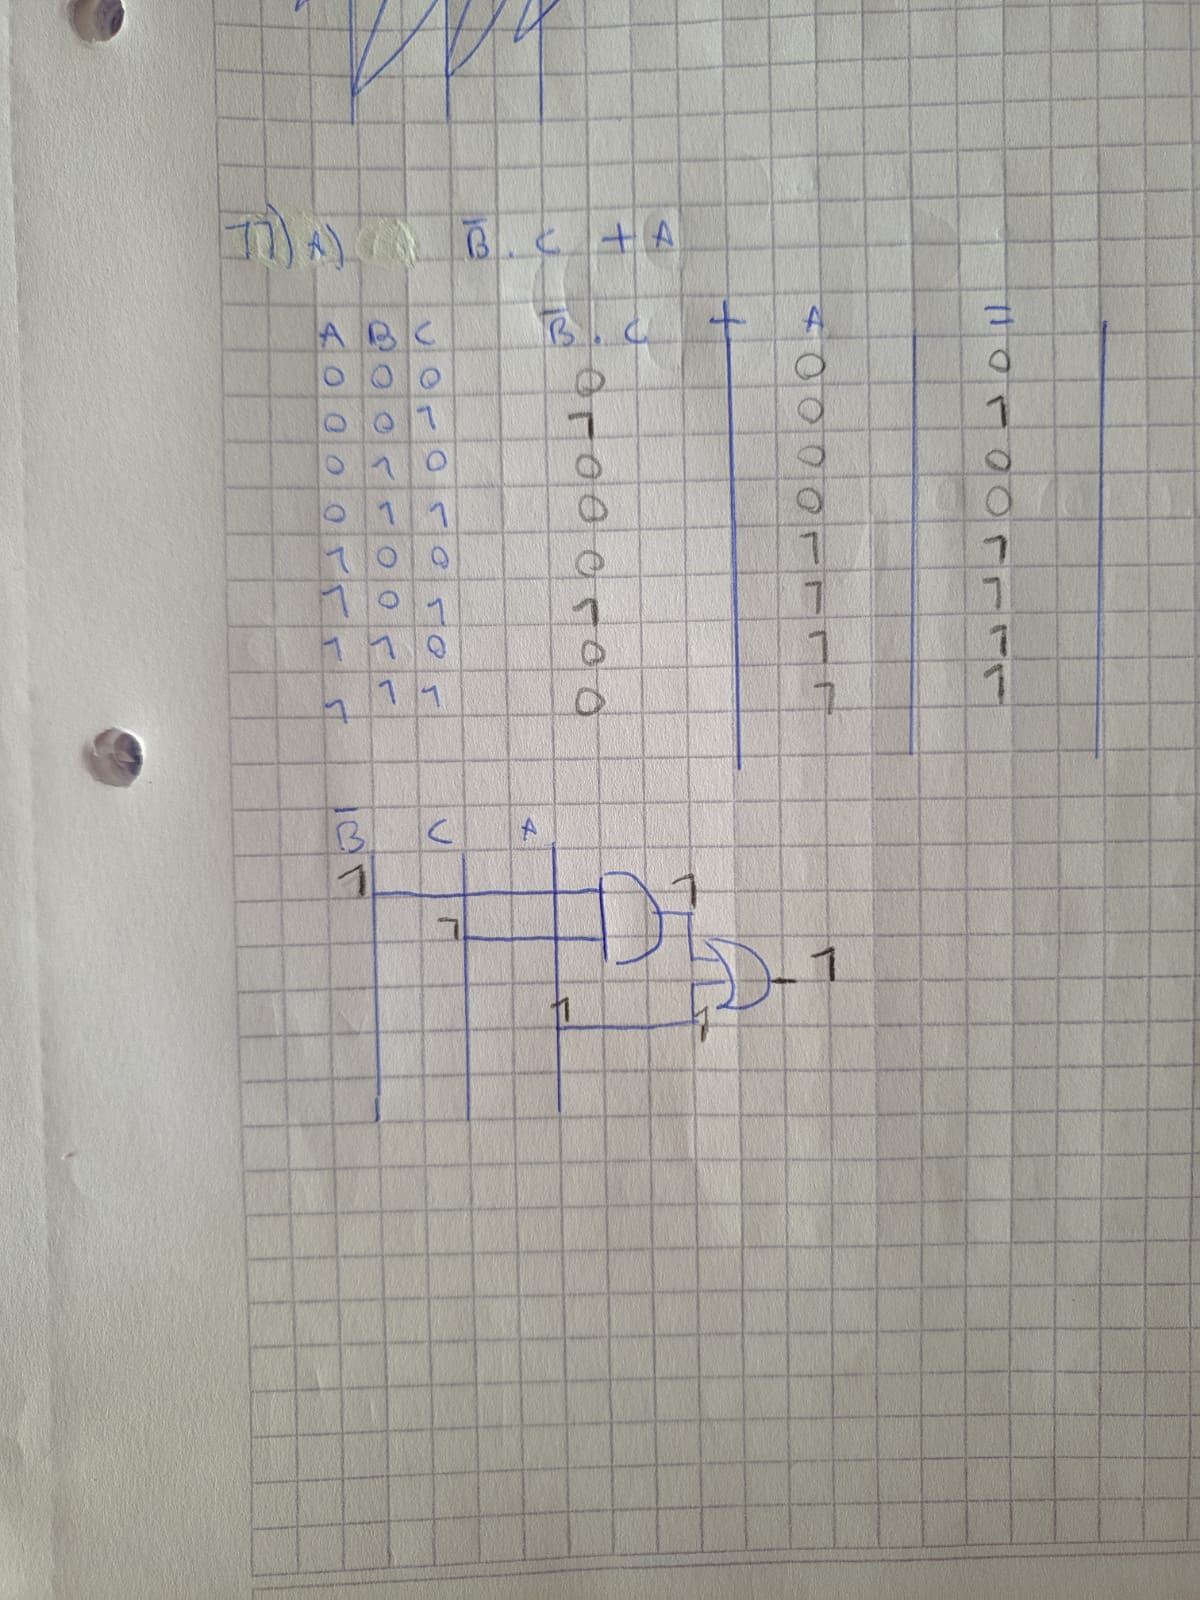 11) A) B̅ . C + A
A B C B̅ . C + A =
0 0 0 0 0 0
0 0 1 1 0 1
0 1 0 0 0 0
0 1 1 0 0 0
1 0 0 0 1 1
1 0 1 1 1 1
1 1 0 0 1 1
1 1 1 0 1 1
B̅ C A
1 1
1 1
1 1